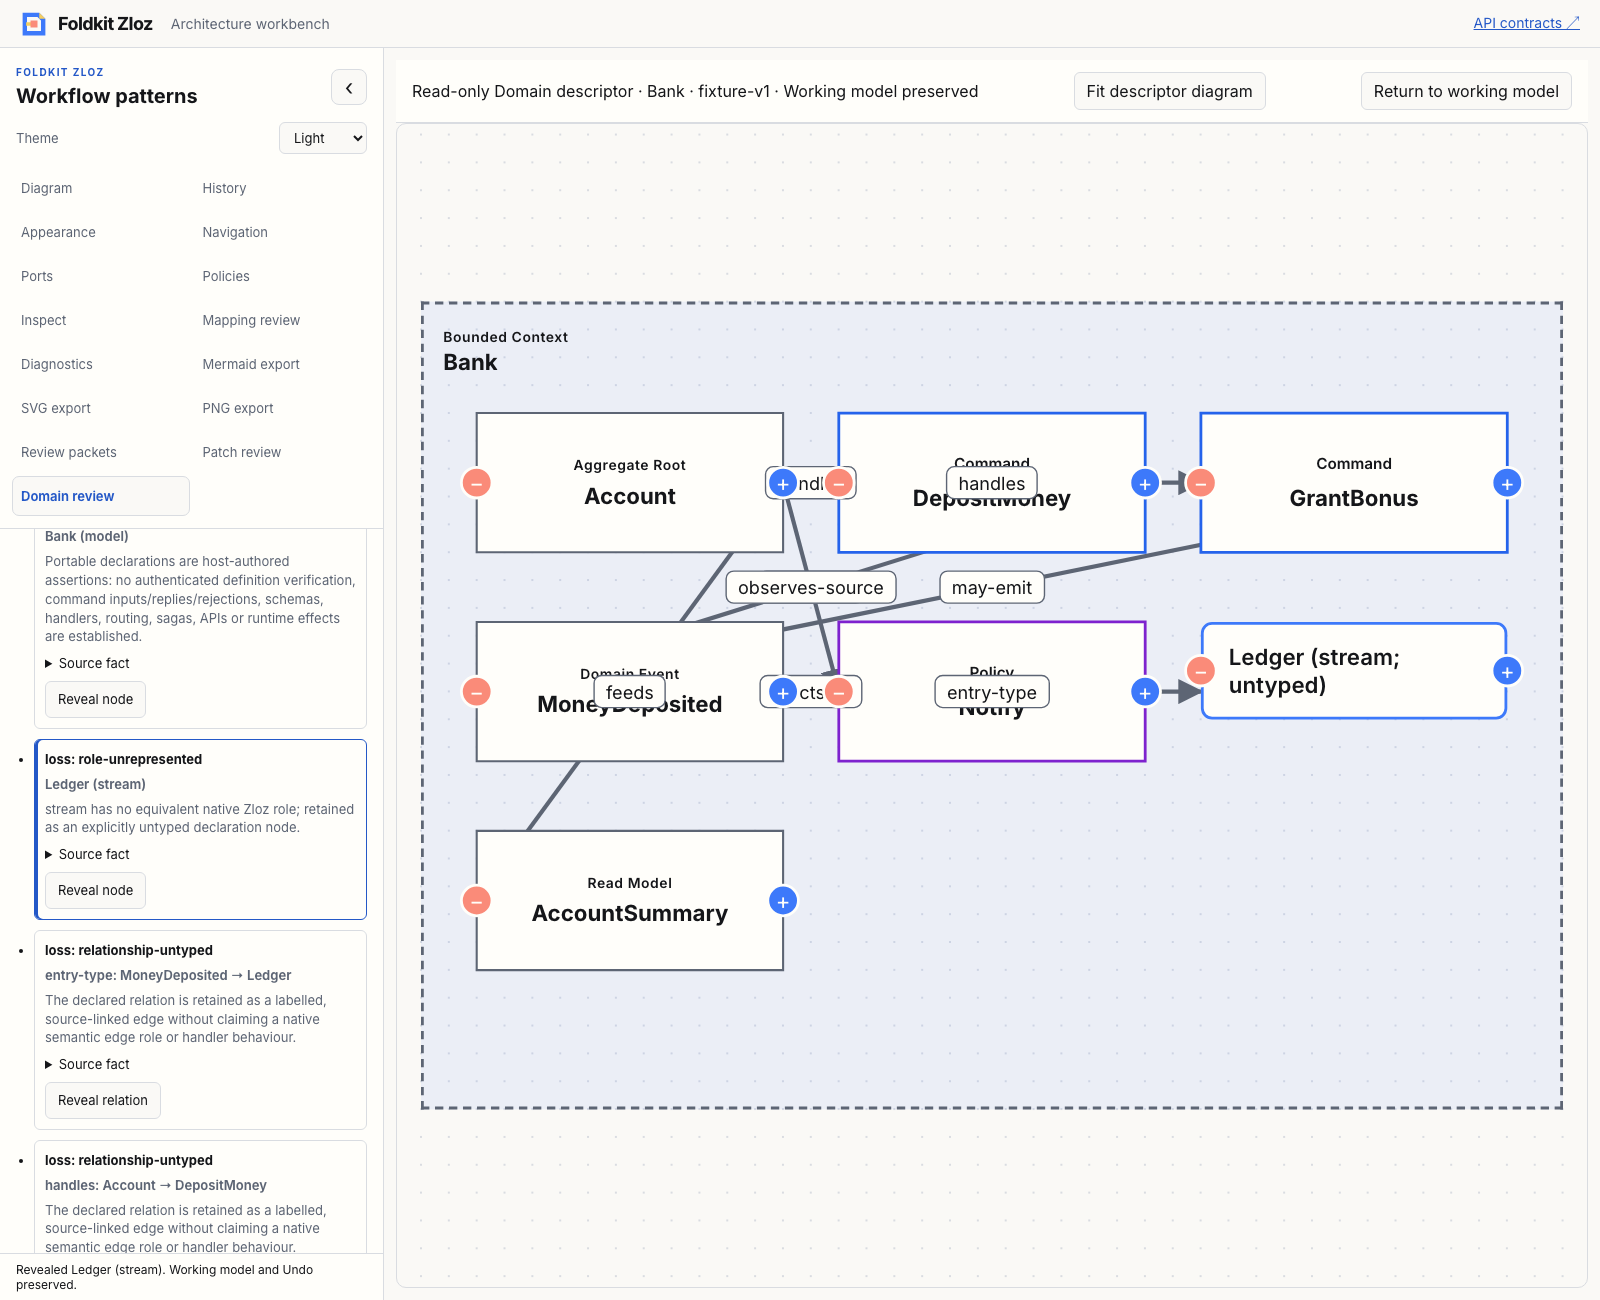 Foldkit Zloz
Architecture workbench
API contracts ↗
FOLDKIT ZLOZ
Workflow patterns
Theme
Light
Diagram
History
Appearance
Navigation
Ports
Policies
Inspect
Mapping review
Diagnostics
Mermaid export
SVG export
PNG export
Review packets
Patch review
Domain review
Bank (model)
Portable declarations are host-authored
assertions: no authenticated definition verification,
command inputs/replies/rejections, schemas,
handlers, routing, sagas, APIs or runtime effects
are established.
Source fact
Reveal node
loss: role-unrepresented
Ledger (stream)
stream has no equivalent native Zloz role; retained
as an explicitly untyped declaration node.
Source fact
Reveal node
loss: relationship-untyped
entry-type: MoneyDeposited → Ledger
The declared relation is retained as a labelled,
source-linked edge without claiming a native
semantic edge role or handler behaviour.
Source fact
Reveal relation
loss: relationship-untyped
handles: Account → DepositMoney
The declared relation is retained as a labelled,
source-linked edge without claiming a native
semantic edge role or handler behaviour.
Revealed Ledger (stream). Working model and Undo
preserved.
Read-only Domain descriptor · Bank · fixture-v1 · Working model preserved
Fit descriptor diagram
Return to working model
Bounded Context
Bank
Aggregate Root
Account
Command
DepositMoney
handles
Command
GrantBonus
observes-source
may-emit
Domain Event
MoneyDeposited
feeds
Policy
Notify
entry-type
Ledger (stream;
untyped)
Read Model
AccountSummary